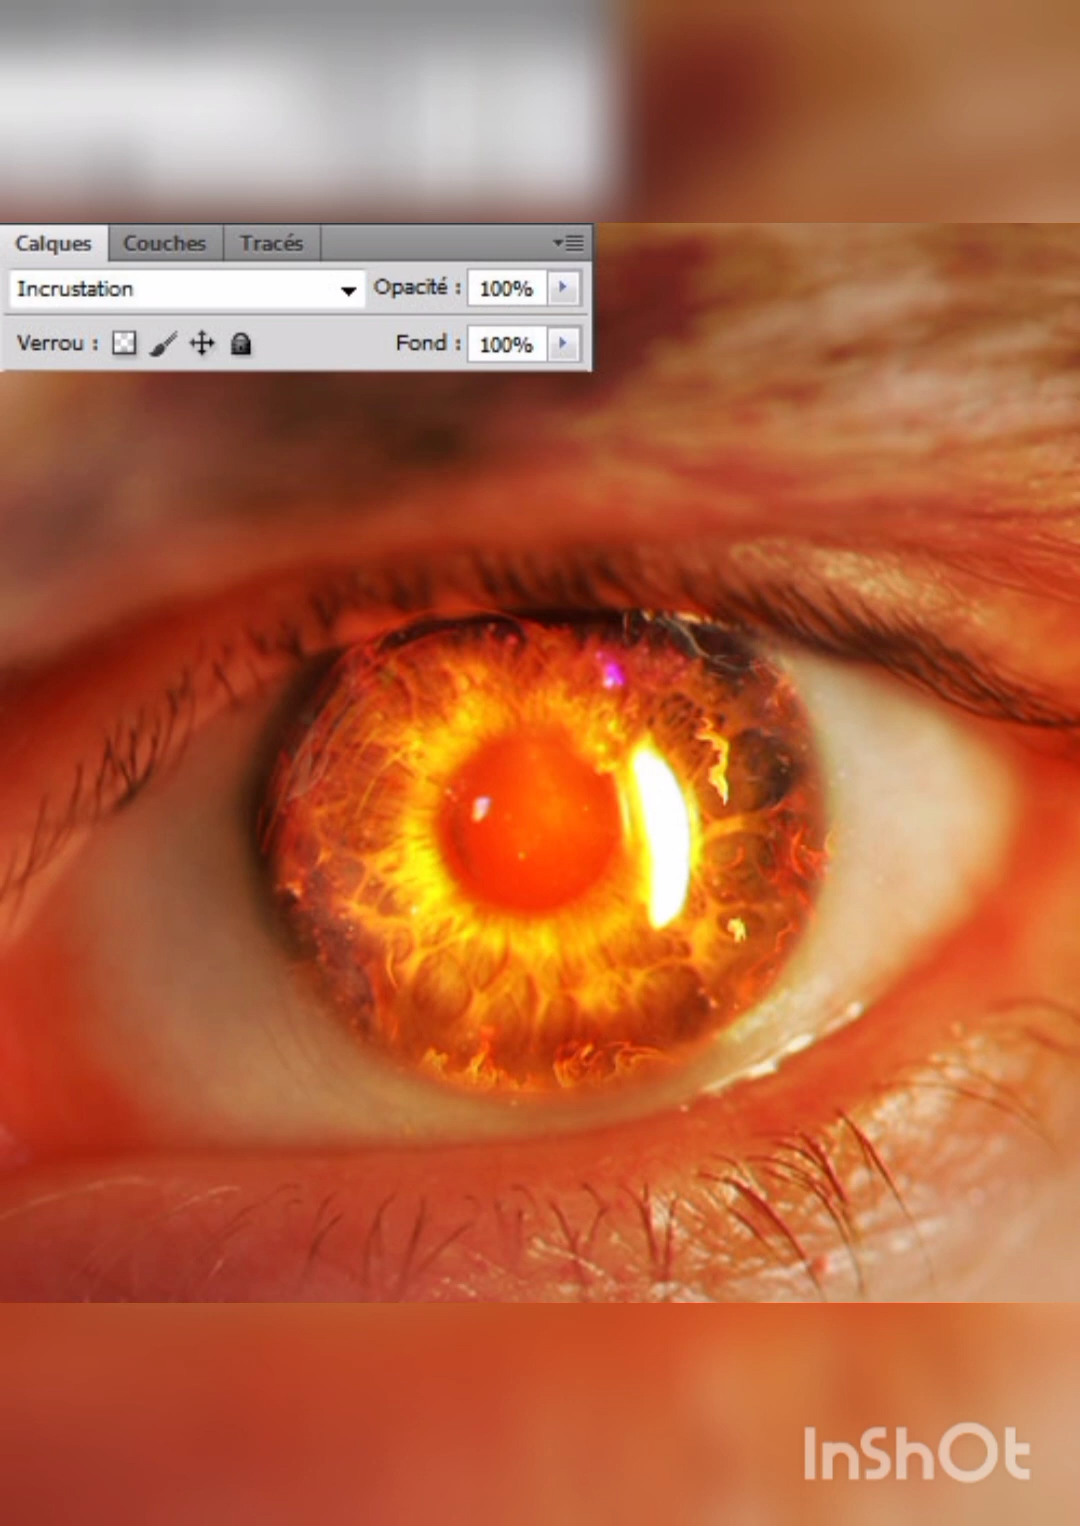 Calques Couches Tracés
Incrustation Opacité : 100%
Verrou : Fond : 100%
InShOt